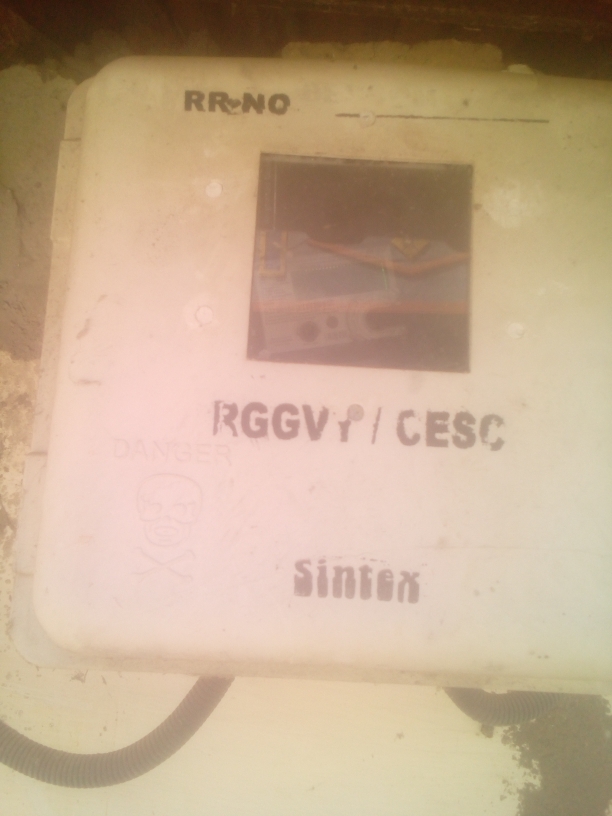 RR-NO
RGGVY / CESC
DANGER
Sintex